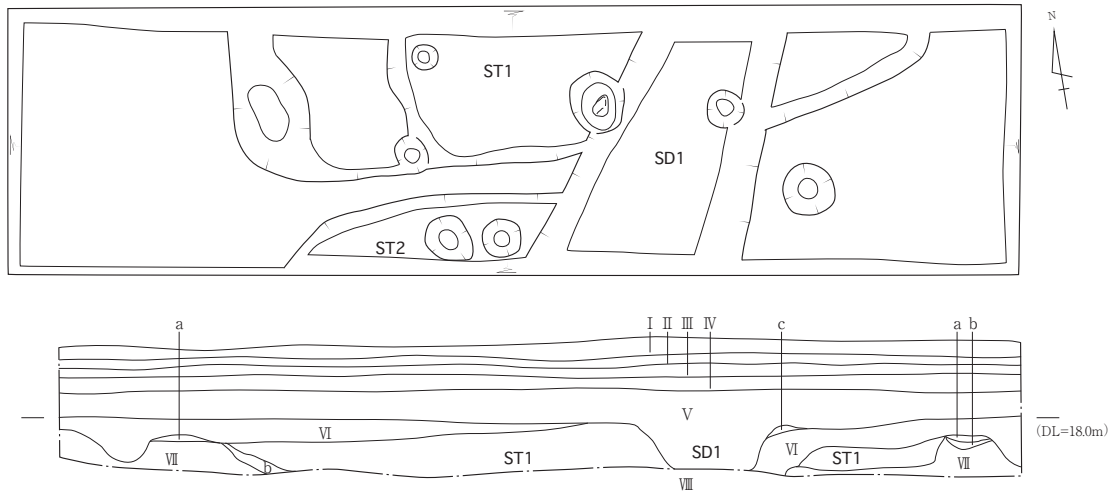 N
ST1
SD1
ST2
a Ⅰ Ⅱ Ⅲ Ⅳ c a b
Ⅴ
(DL=18.0m)
Ⅵ
Ⅶ b ST1 SD1 Ⅵ ST1 Ⅶ
Ⅷ